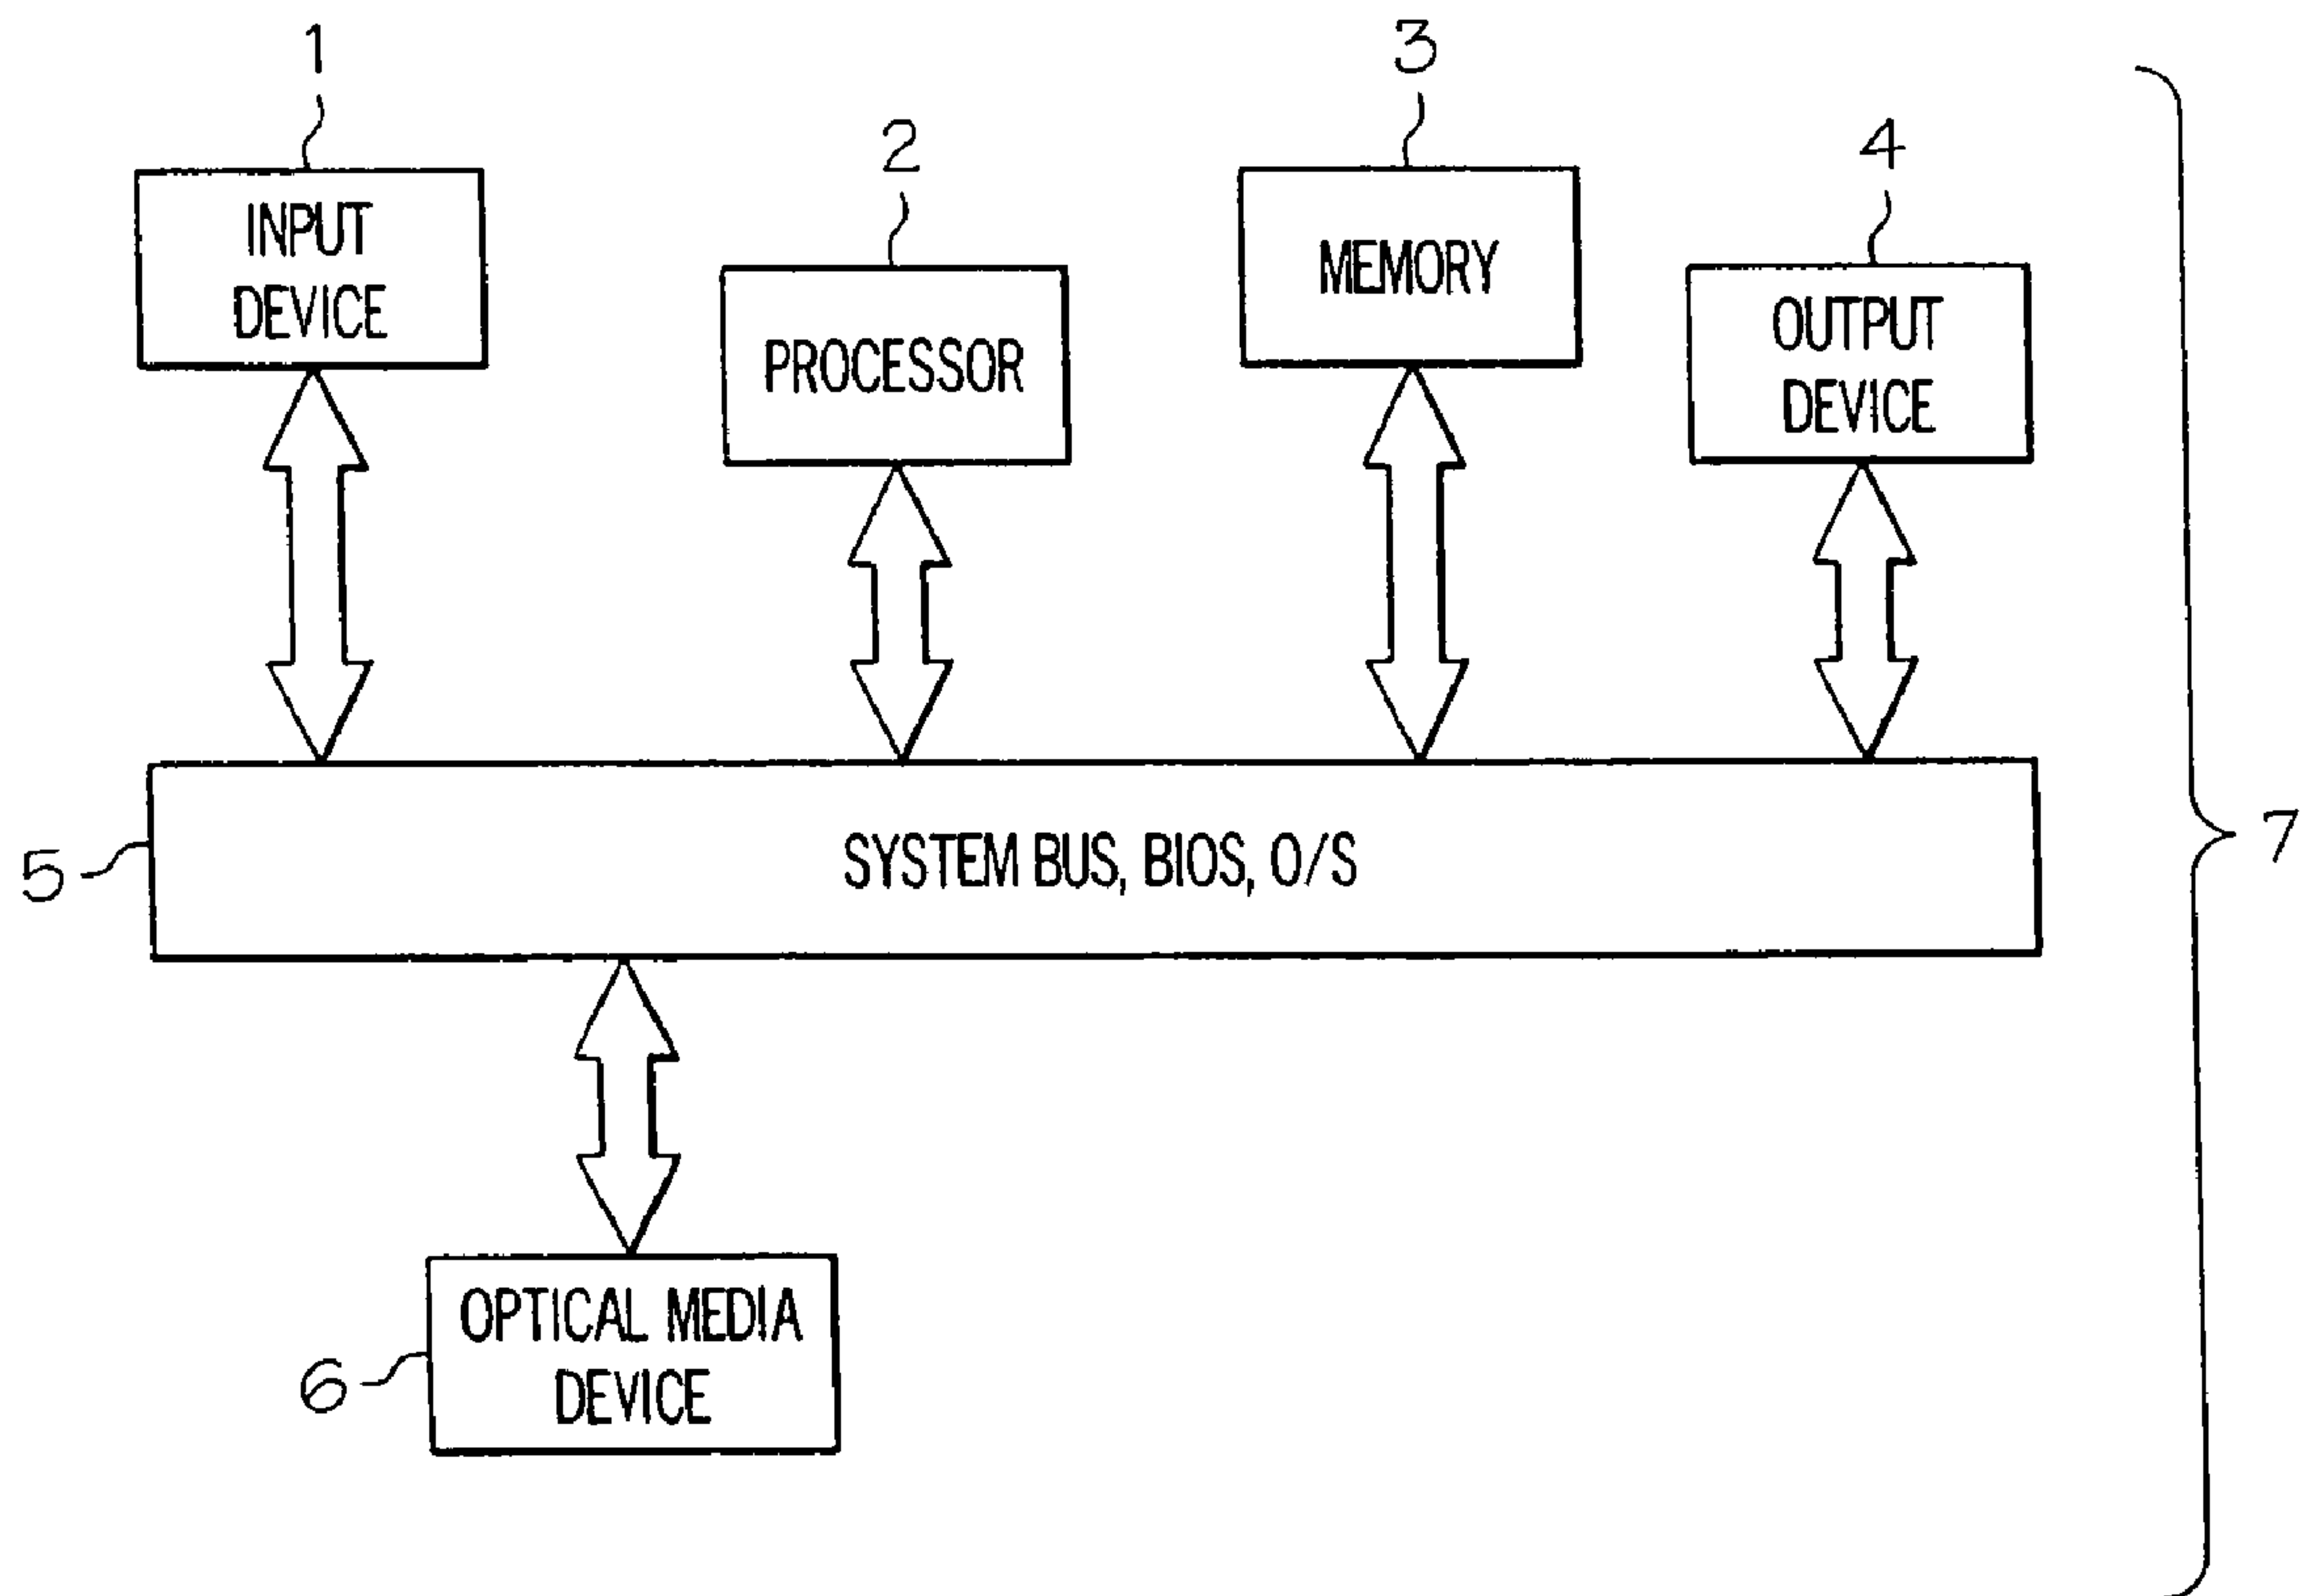 1
2
3
4
INPUT
DEVICE
PROCESSOR
MEMORY
OUTPUT
DEVICE
5
SYSTEM BUS, BIOS, O/S
7
6
OPTICAL MEDIA
DEVICE